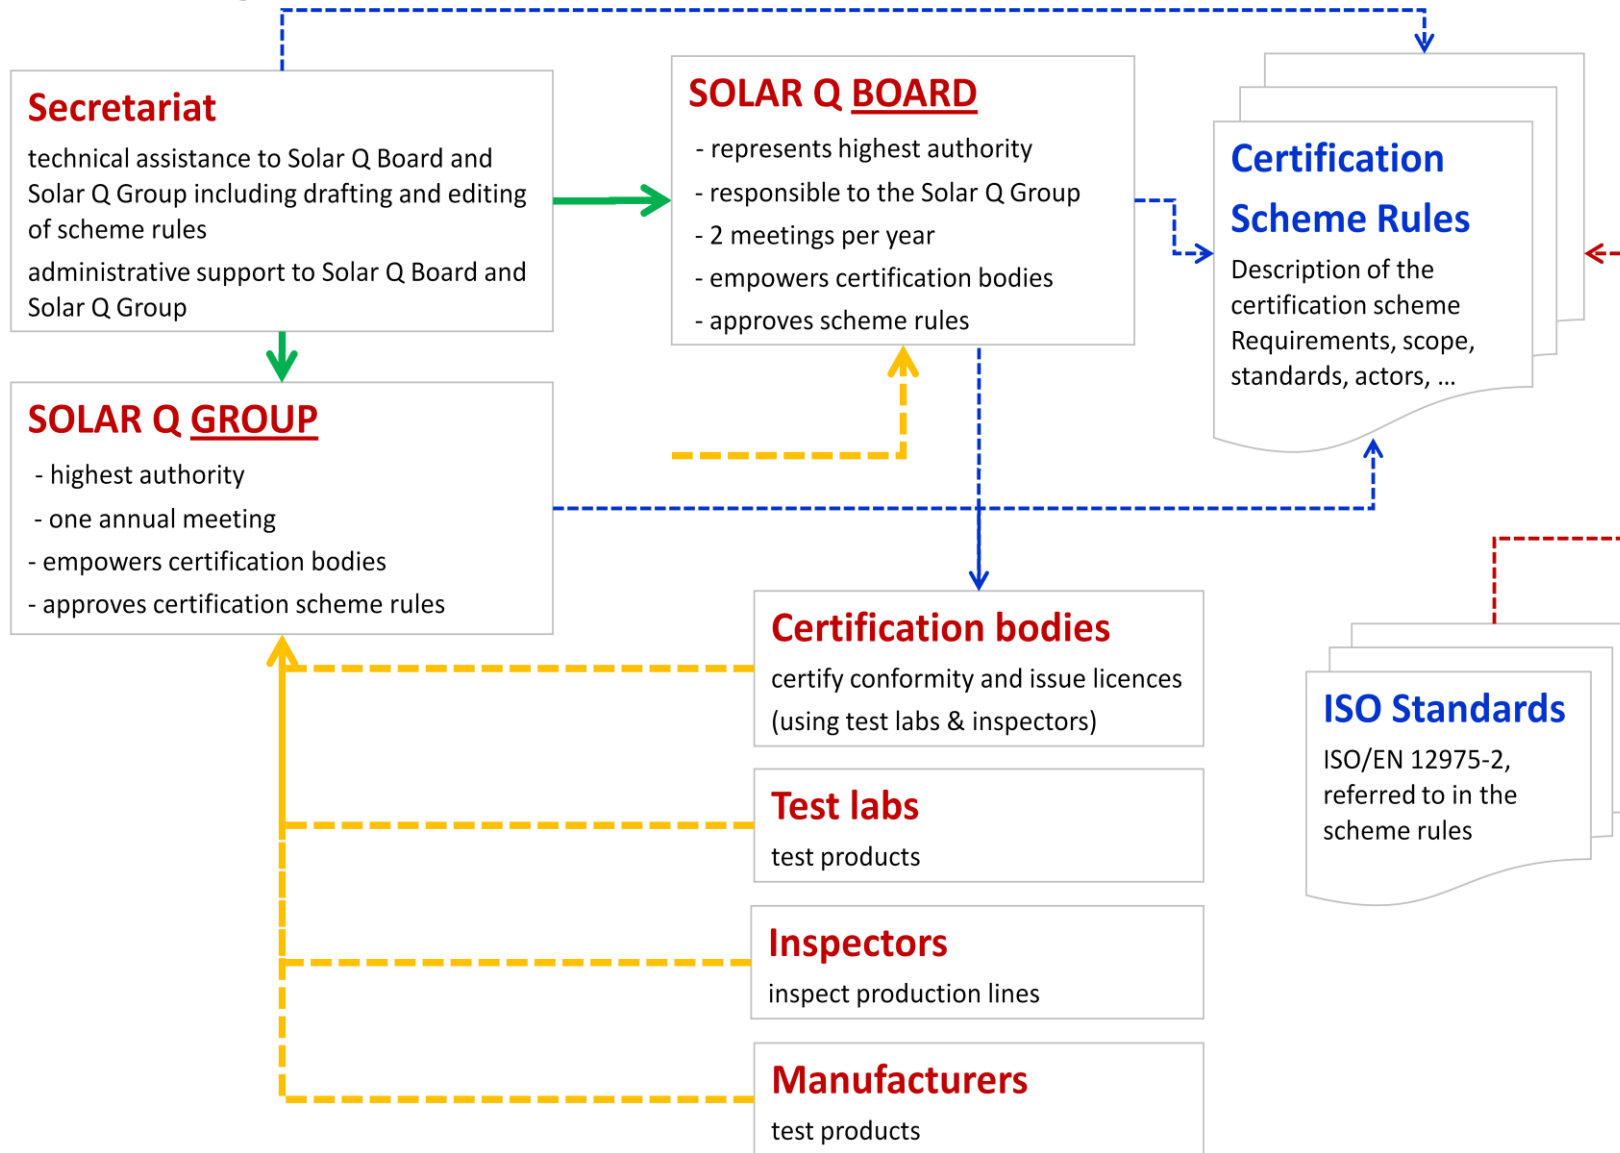 Secretariat
technical assistance to Solar Q Board and
Solar Q Group including drafting and editing
of scheme rules
administrative support to Solar Q Board and
Solar Q Group
SOLAR Q BOARD
- represents highest authority
- responsible to the Solar Q Group
- 2 meetings per year
- empowers certification bodies
- approves scheme rules
Certification
Scheme Rules
Description of the
certification scheme
Requirements, scope,
standards, actors, ...
SOLAR Q GROUP
- highest authority
- one annual meeting
- empowers certification bodies
- approves certification scheme rules
Certification bodies
certify conformity and issue licences
(using test labs & inspectors)
Test labs
test products
Inspectors
inspect production lines
Manufacturers
test products
ISO Standards
ISO/EN 12975-2,
referred to in the
scheme rules